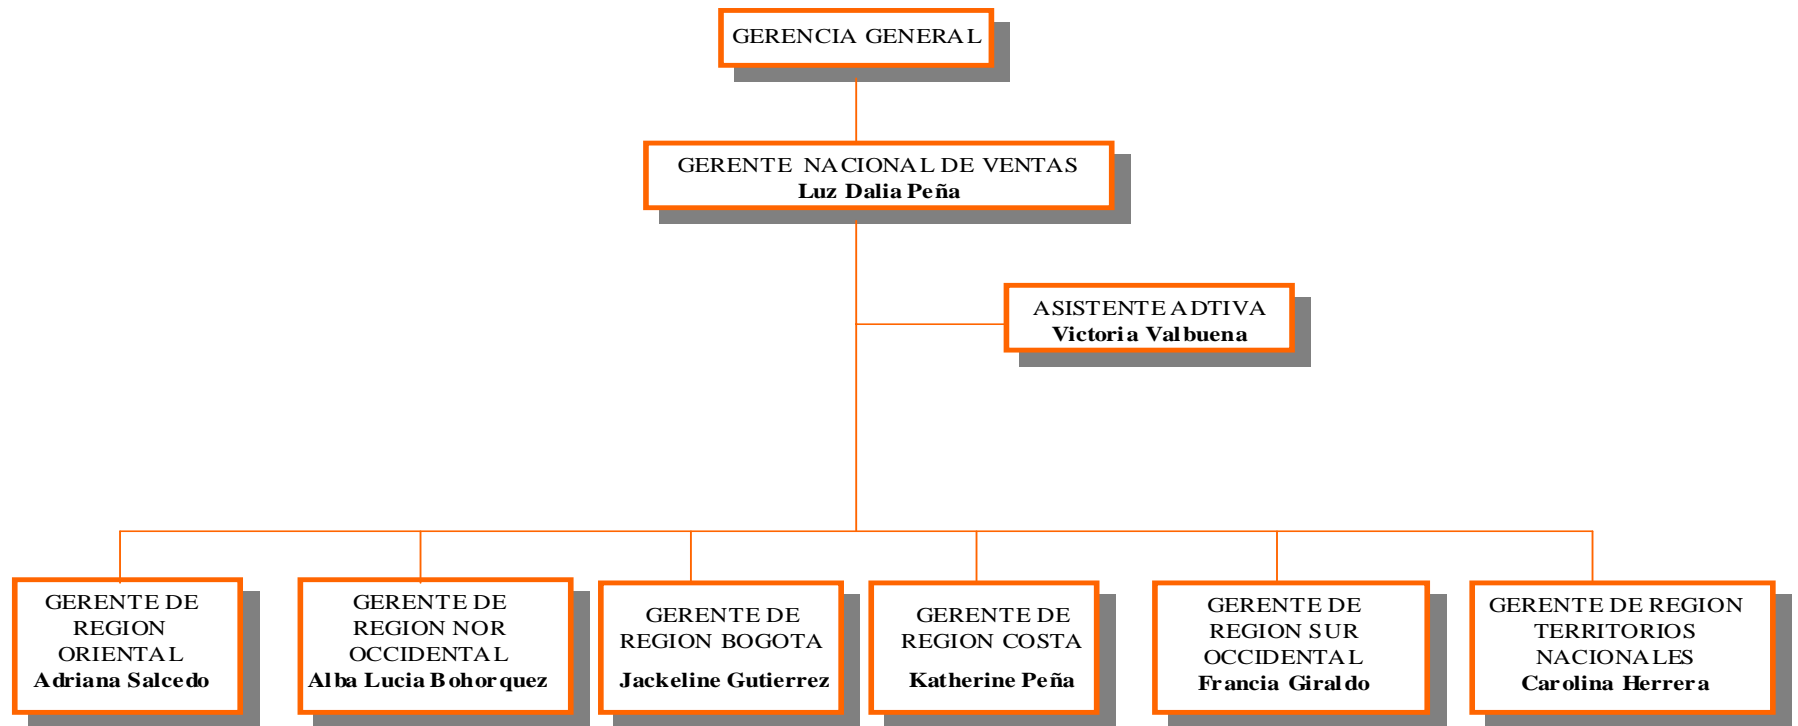 GERENCIA GENERAL
GERENTE NACIONAL DE VENTAS
Luz Dalia Peña
ASISTENTE ADTIVA
Victoria Valbuena
GERENTE DE
REGION
ORIENTAL
Adriana Salcedo
GERENTE DE
REGION NOR
OCCIDENTAL
Alba Lucia Bohorquez
GERENTE DE
REGION BOGOTA
Jackeline Gutierrez
GERENTE DE
REGION COSTA
Katherine Peña
GERENTE DE
REGION SUR
OCCIDENTAL
Francia Giraldo
GERENTE DE REGION
TERRITORIOS
NACIONALES
Carolina Herrera